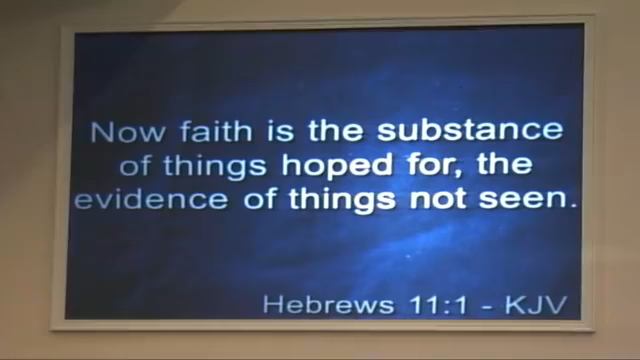 Now faith is the substance
of things hoped for, the
evidence of things not seen.
Hebrews 11:1 - KJV